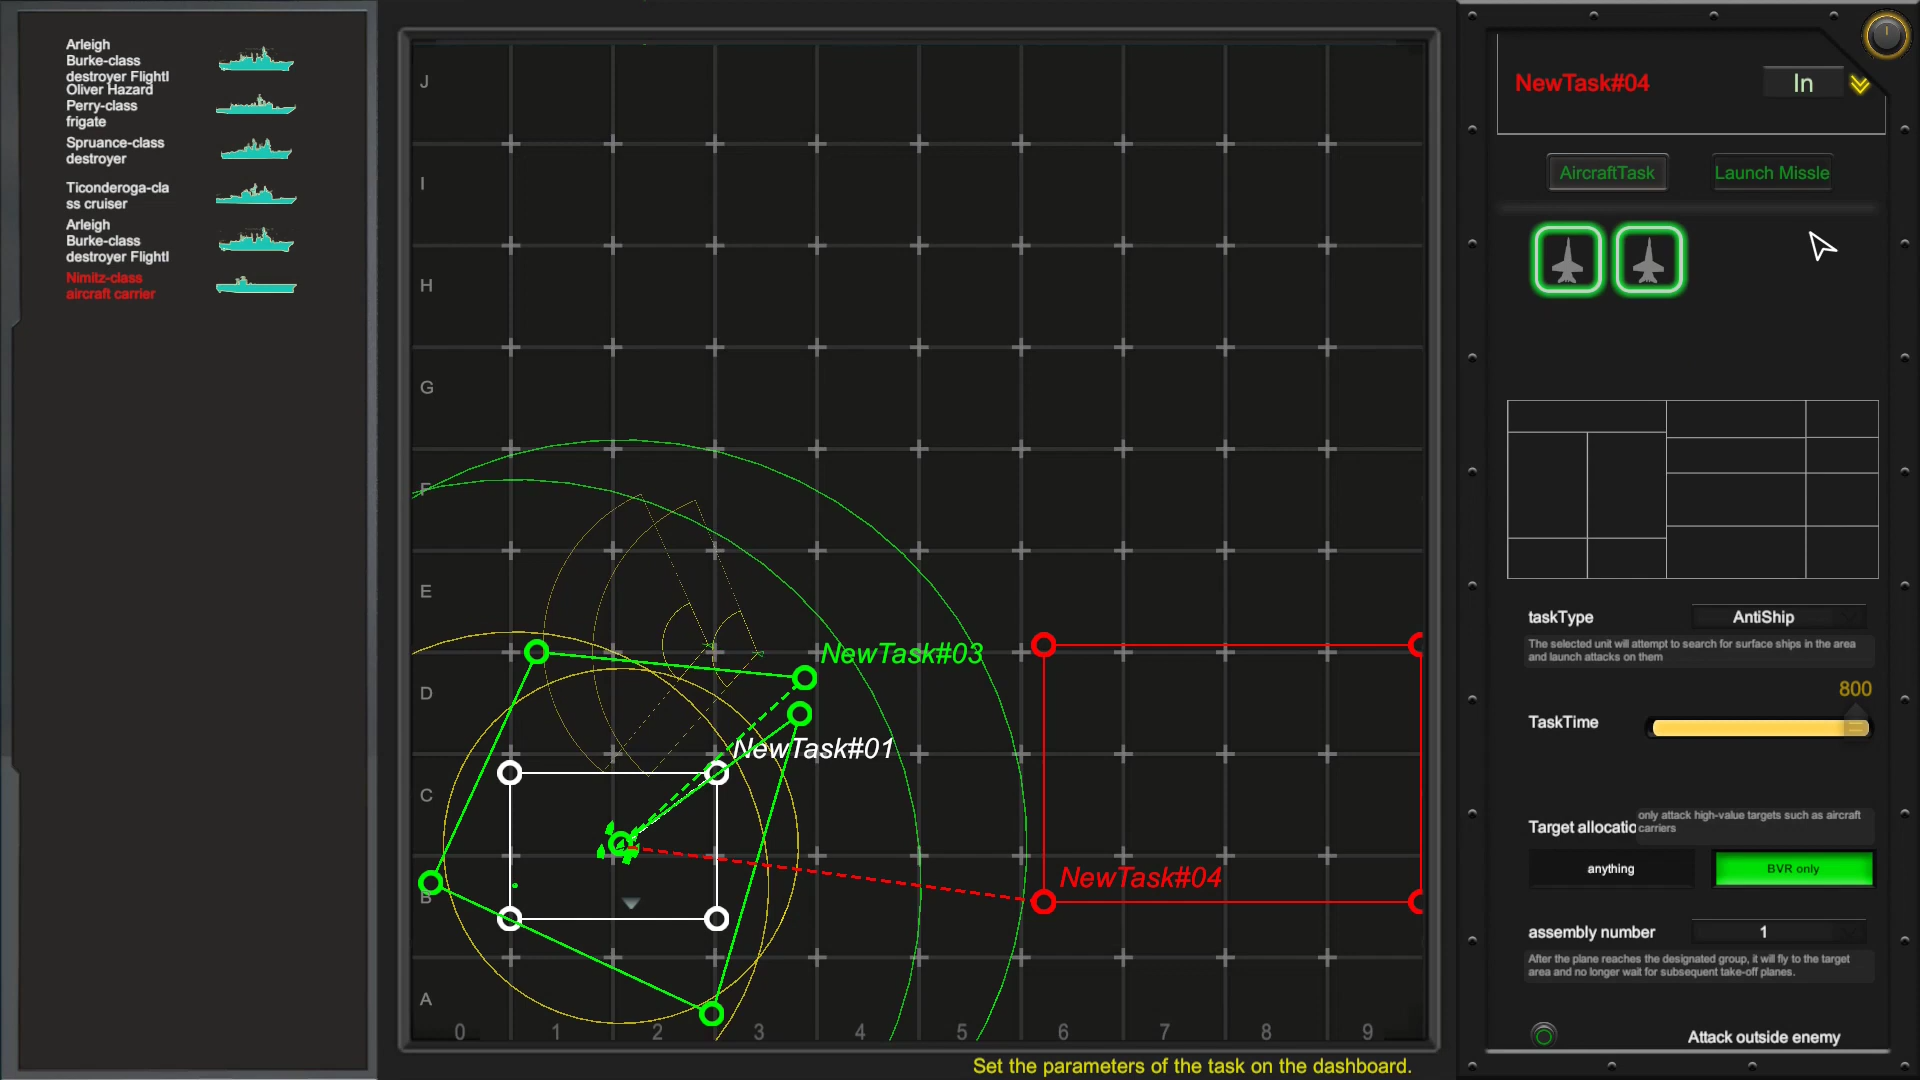 Arleigh
Burke-class
destroyer FlightI
Oliver Hazard
Perry-class
frigate
Spruance-class
destroyer
Ticonderoga-cla
ss cruiser
Arleigh
Burke-class
destroyer FlightI
Nimitz-class
aircraft carrier
J
I
H
G
F
E
D
C
B
A
0 1 2 3 4 5 6 7 8 9
NewTask#03
NewTask#01
NewTask#04
Set the parameters of the task on the dashboard.
NewTask#04
In
AircraftTask
Launch Missle
taskType
AntiShip
The selected unit will attempt to search for surface ships in the area
and launch attacks on them
800
TaskTime
only attack high-value targets such as aircraft
carriers
Target allocatio
anything
BVR only
assembly number
1
After the plane reaches the designated group, it will fly to the target
area and no longer wait for subsequent take-off planes.
Attack outside enemy